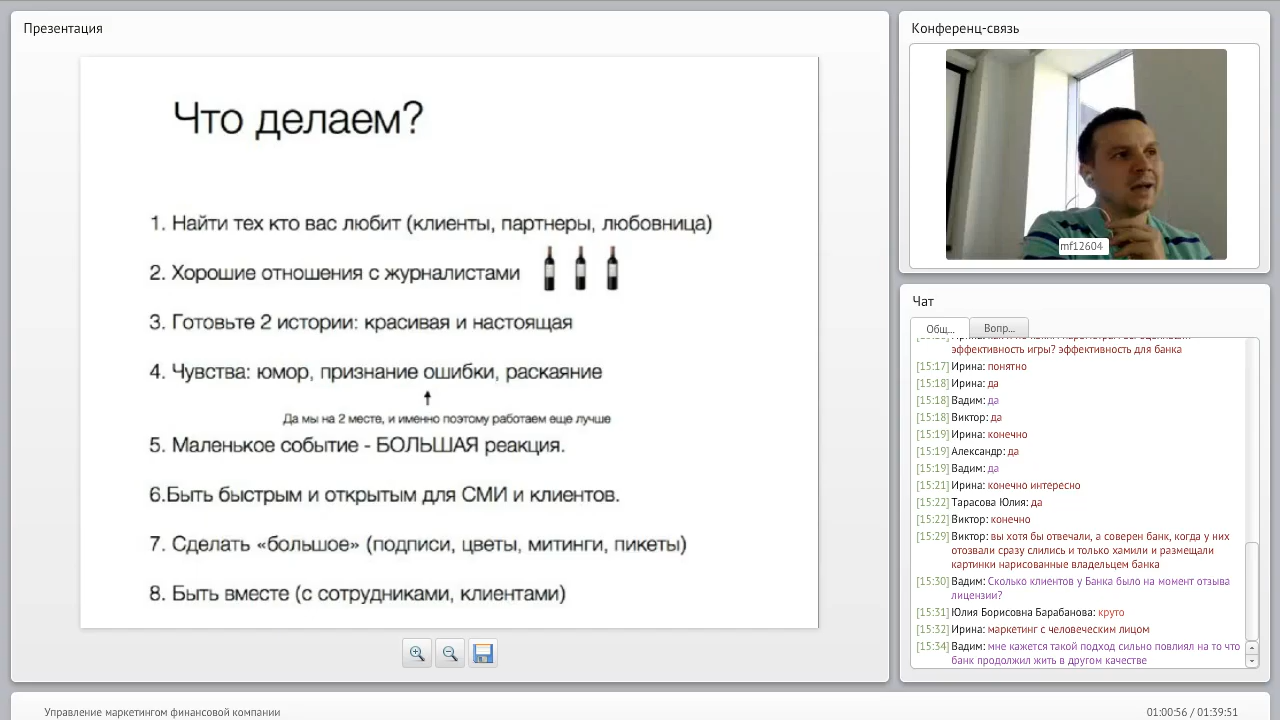 Презентация
Что делаем?
1. Найти тех кто вас любит (клиенты, партнеры, любовница)
2. Хорошие отношения с журналистами
3. Готовьте 2 истории: красивая и настоящая
4. Чувства: юмор, признание ошибки, раскаяние
Да мы на 2 месте, и именно поэтому работаем еще лучше
5. Маленькое событие - БОЛЬШАЯ реакция.
6.Быть быстрым и открытым для СМИ и клиентов.
7. Сделать «большое» (подписи, цветы, митинги, пикеты)
8. Быть вместе (с сотрудниками, клиентами)
Конференц-связь
mf12604
Чат
Общ...
Вопр...
эффективность игры? эффективность для банка
[15:17] Ирина: понятно
[15:18] Ирина: да
[15:18] Вадим: да
[15:18] Виктор: да
[15:19] Ирина: конечно
[15:19] Александр: да
[15:19] Вадим: да
[15:21] Ирина: конечно интересно
[15:22] Тарасова Юлия: да
[15:22] Виктор: конечно
[15:29] Виктор: вы хотя бы отвечали, а соверен банк, когда у них
отозвали сразу слились и только хамили и размещали
картинки нарисованные владельцем банка
[15:30] Вадим: Сколько клиентов у Банка было на момент отзыва
лицензии?
[15:31] Юлия Борисовна Барабанова: круто
[15:32] Ирина: маркетинг с человеческим лицом
[15:34] Вадим: мне кажется такой подход сильно повлиял на то что
банк продолжил жить в другом качестве
Управление маркетингом финансовой компании
01:00:56 / 01:39:51